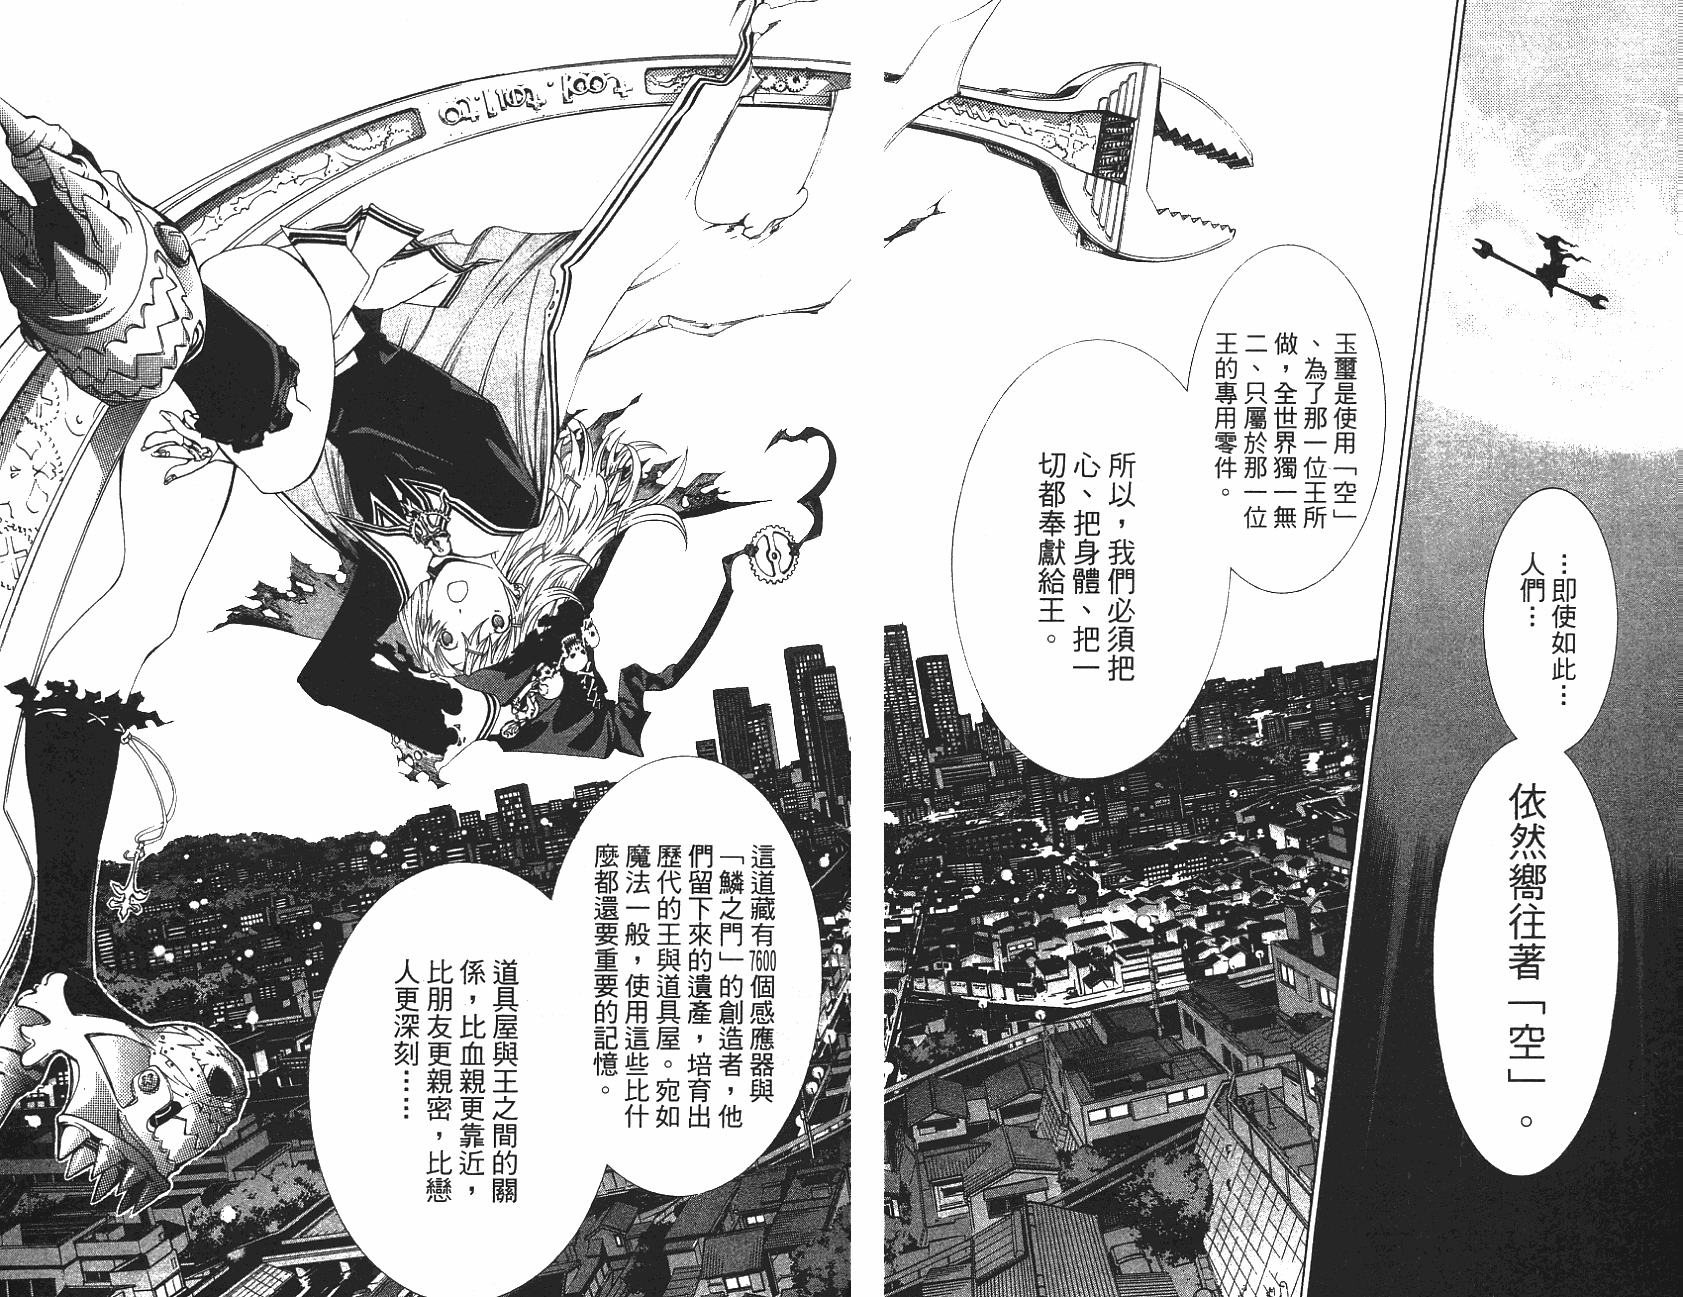 …即使如此…
人們…
依然嚮往著「空」。
玉璽是使用「空」
、為了那一位王所
做，全世界獨一無
二、只屬於那一位
王的專用零件。
所以，我們必須把
心、把身體、把一
切都奉獻給王。
這道藏有7600個感應器與
「鱗之門」的創造者，他
們留下來的遺產，培育出
歷代的王與道具屋。宛如
魔法一般，使用這些比什
麼都還要重要的記憶。
道具屋與王之間的關
係，比血親更靠近，
比朋友更親密，比戀
人更深刻……